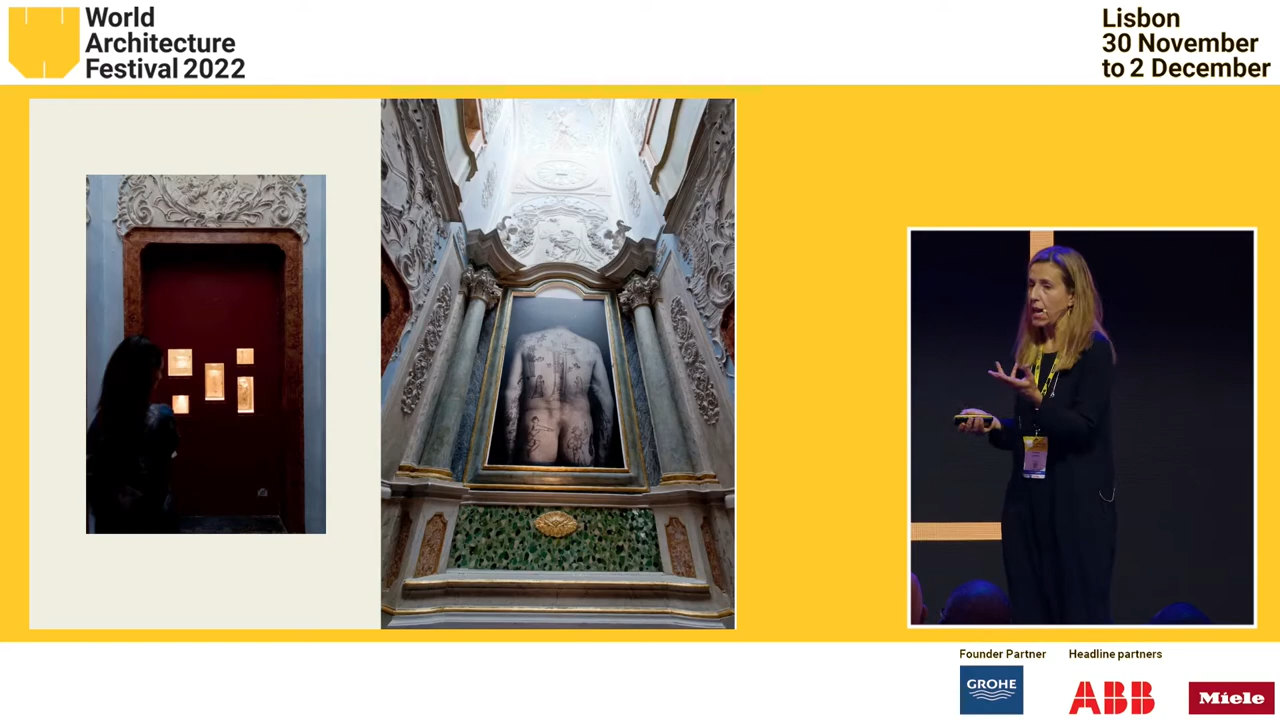 World
Architecture
Festival 2022
Lisbon
30 November
to 2 December
Founder Partner
Headline partners
GROHE
ABB
Miele